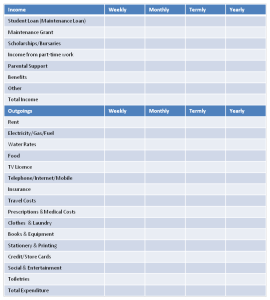 Income Weekly Monthly Termly Yearly
Student Loan (Maintenance Loan)
Maintenance Grant
Scholarships/Bursaries
Income from part-time work
Parental Support
Benefits
Other
Total Income
Outgoings Weekly Monthly Termly Yearly
Rent
Electricity/Gas/Fuel
Water Rates
Food
TV Licence
Telephone/Internet/Mobile
Insurance
Travel Costs
Prescriptions & Medical Costs
Clothes & Laundry
Books & Equipment
Stationery & Printing
Credit/Store Cards
Social & Entertainment
Toiletries
Total Expenditure